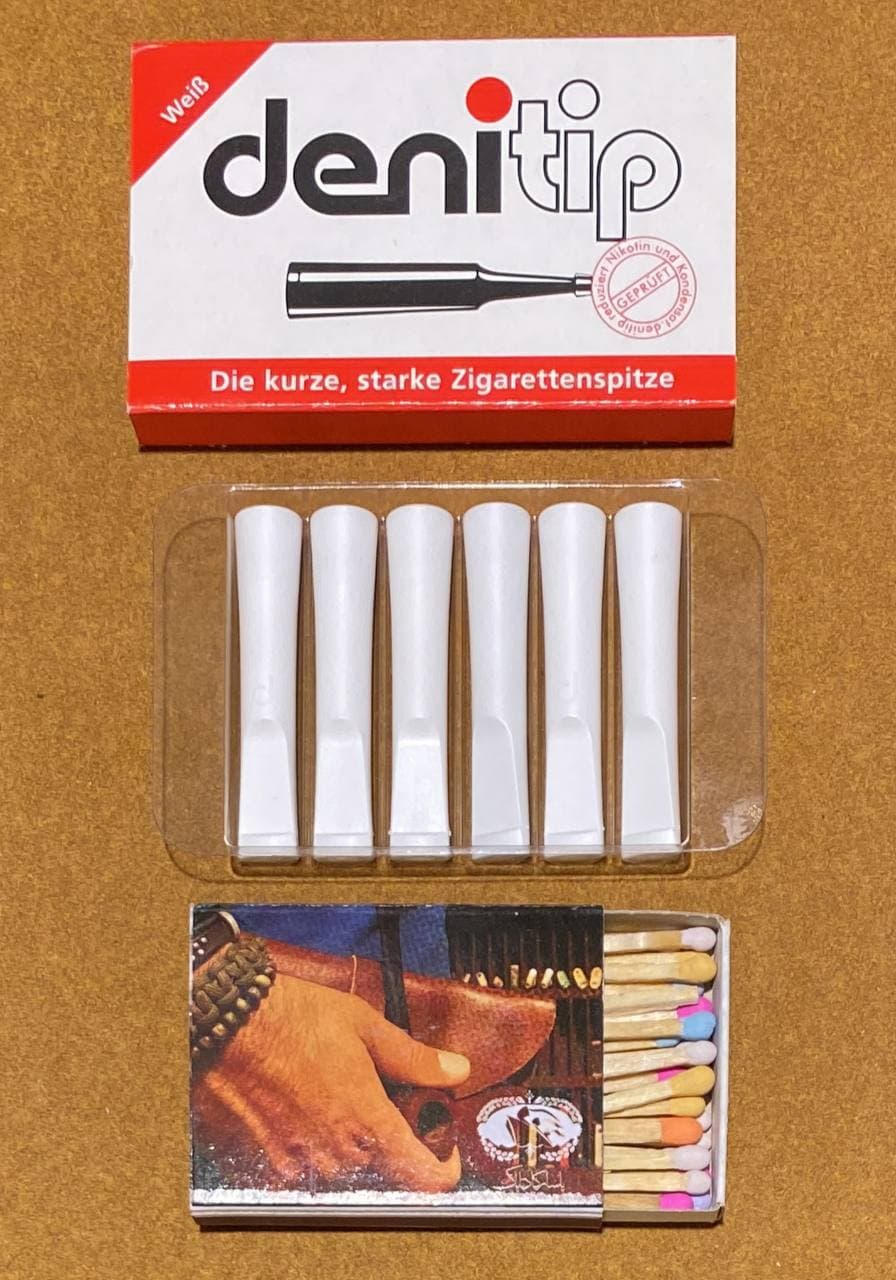 Weiß
denitip
denitip reduziert Nikotin und Kondensat
GEPRÜFT
Die kurze, starke Zigarettenspitze